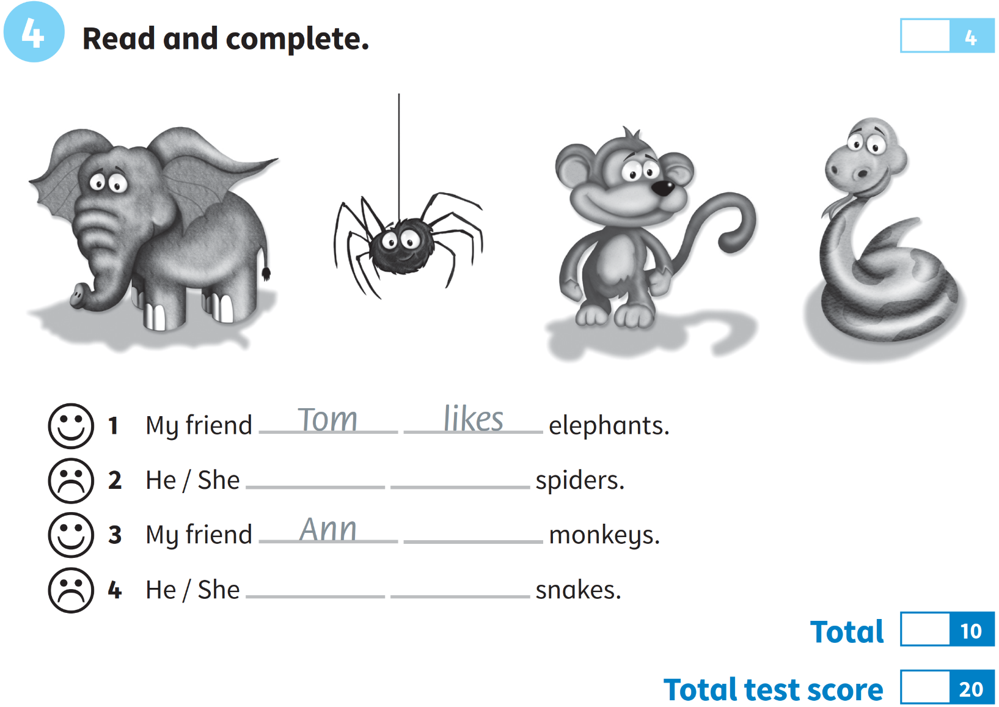 4 Read and complete. 4
1 My friend Tom likes elephants.
2 He / She spiders.
3 My friend Ann monkeys.
4 He / She snakes.
Total 10
Total test score 20